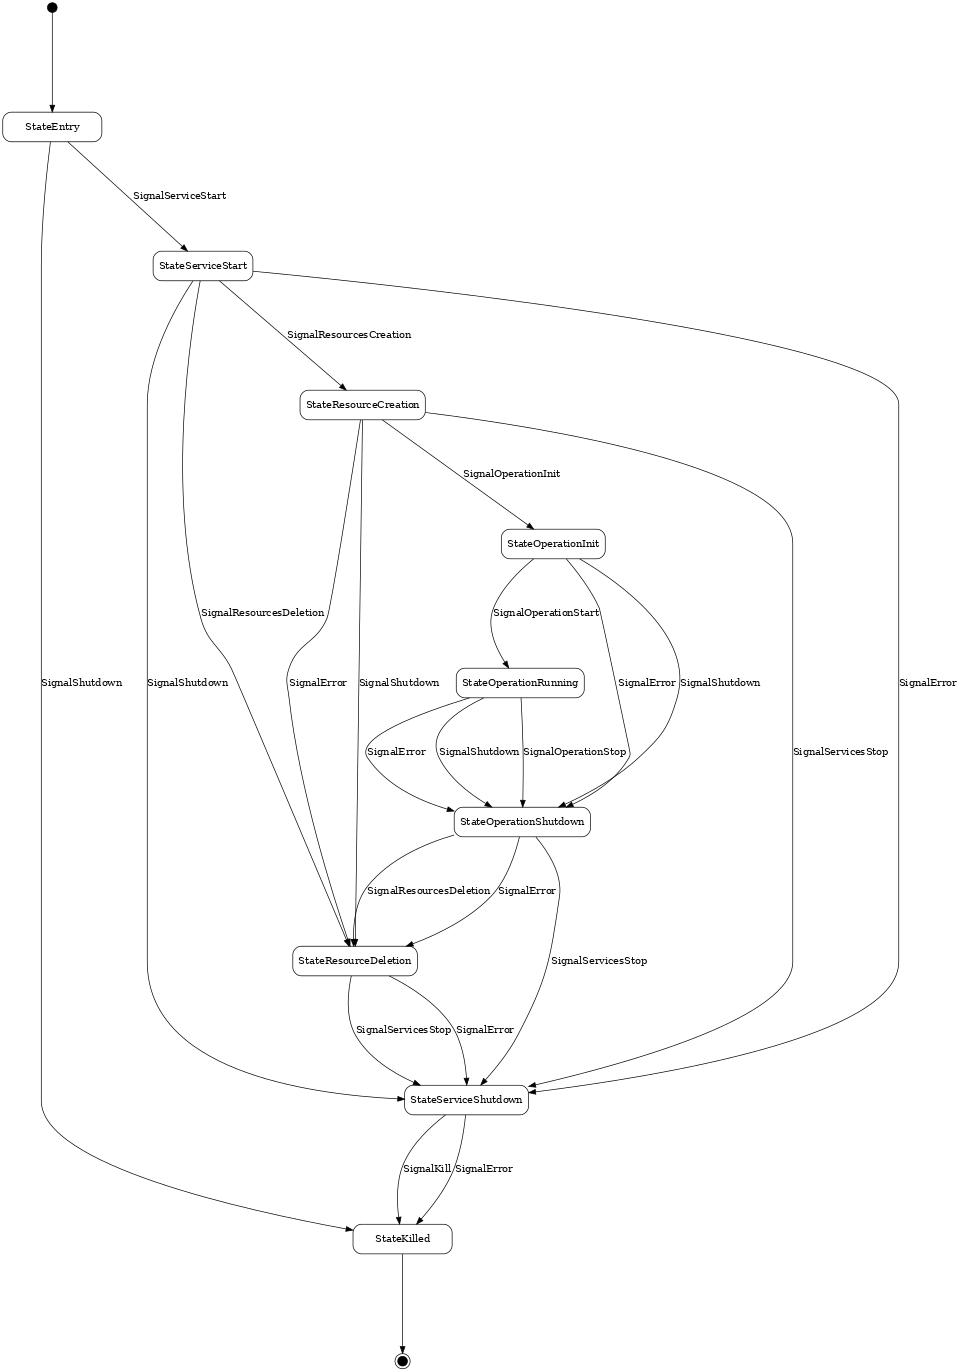 StateEntry
SignalServiceStart
StateServiceStart
SignalResourcesCreation
StateResourceCreation
SignalOperationInit
StateOperationInit
SignalResourcesDeletion
SignalOperationStart
SignalShutdown
SignalShutdown
SignalError
SignalShutdown
StateOperationRunning
SignalError
SignalShutdown
SignalError
SignalError
SignalShutdown
SignalOperationStop
SignalServicesStop
StateOperationShutdown
SignalResourcesDeletion
SignalError
StateResourceDeletion
SignalServicesStop
SignalServicesStop
SignalError
StateServiceShutdown
SignalKill
SignalError
StateKilled